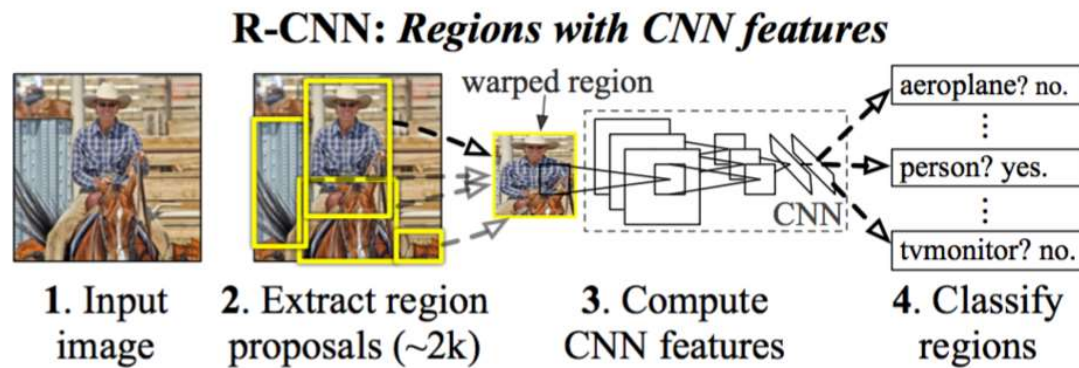 R-CNN: Regions with CNN features
warped region
aeroplane? no.
person? yes.
tvmonitor? no.
CNN
1. Input
image
2. Extract region
proposals (~2k)
3. Compute
CNN features
4. Classify
regions